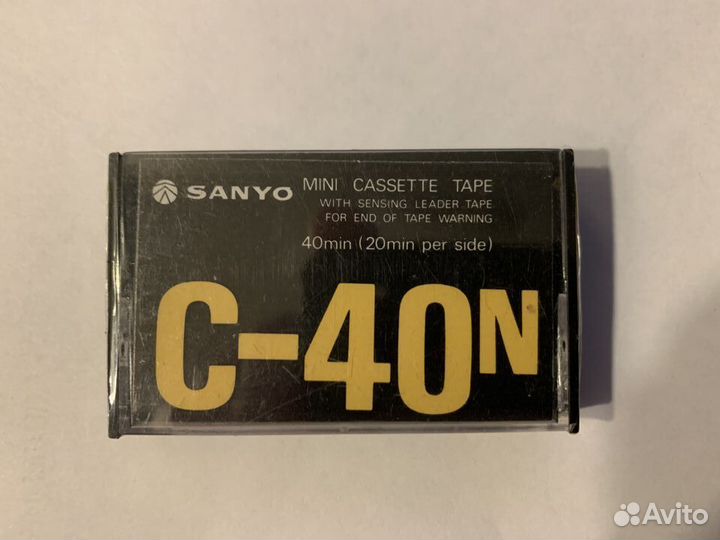 SANYO
MINI CASSETTE TAPE
WITH SENSING LEADER TAPE
FOR END OF TAPE WARNING
40min (20min per side)
C-40N
Avito